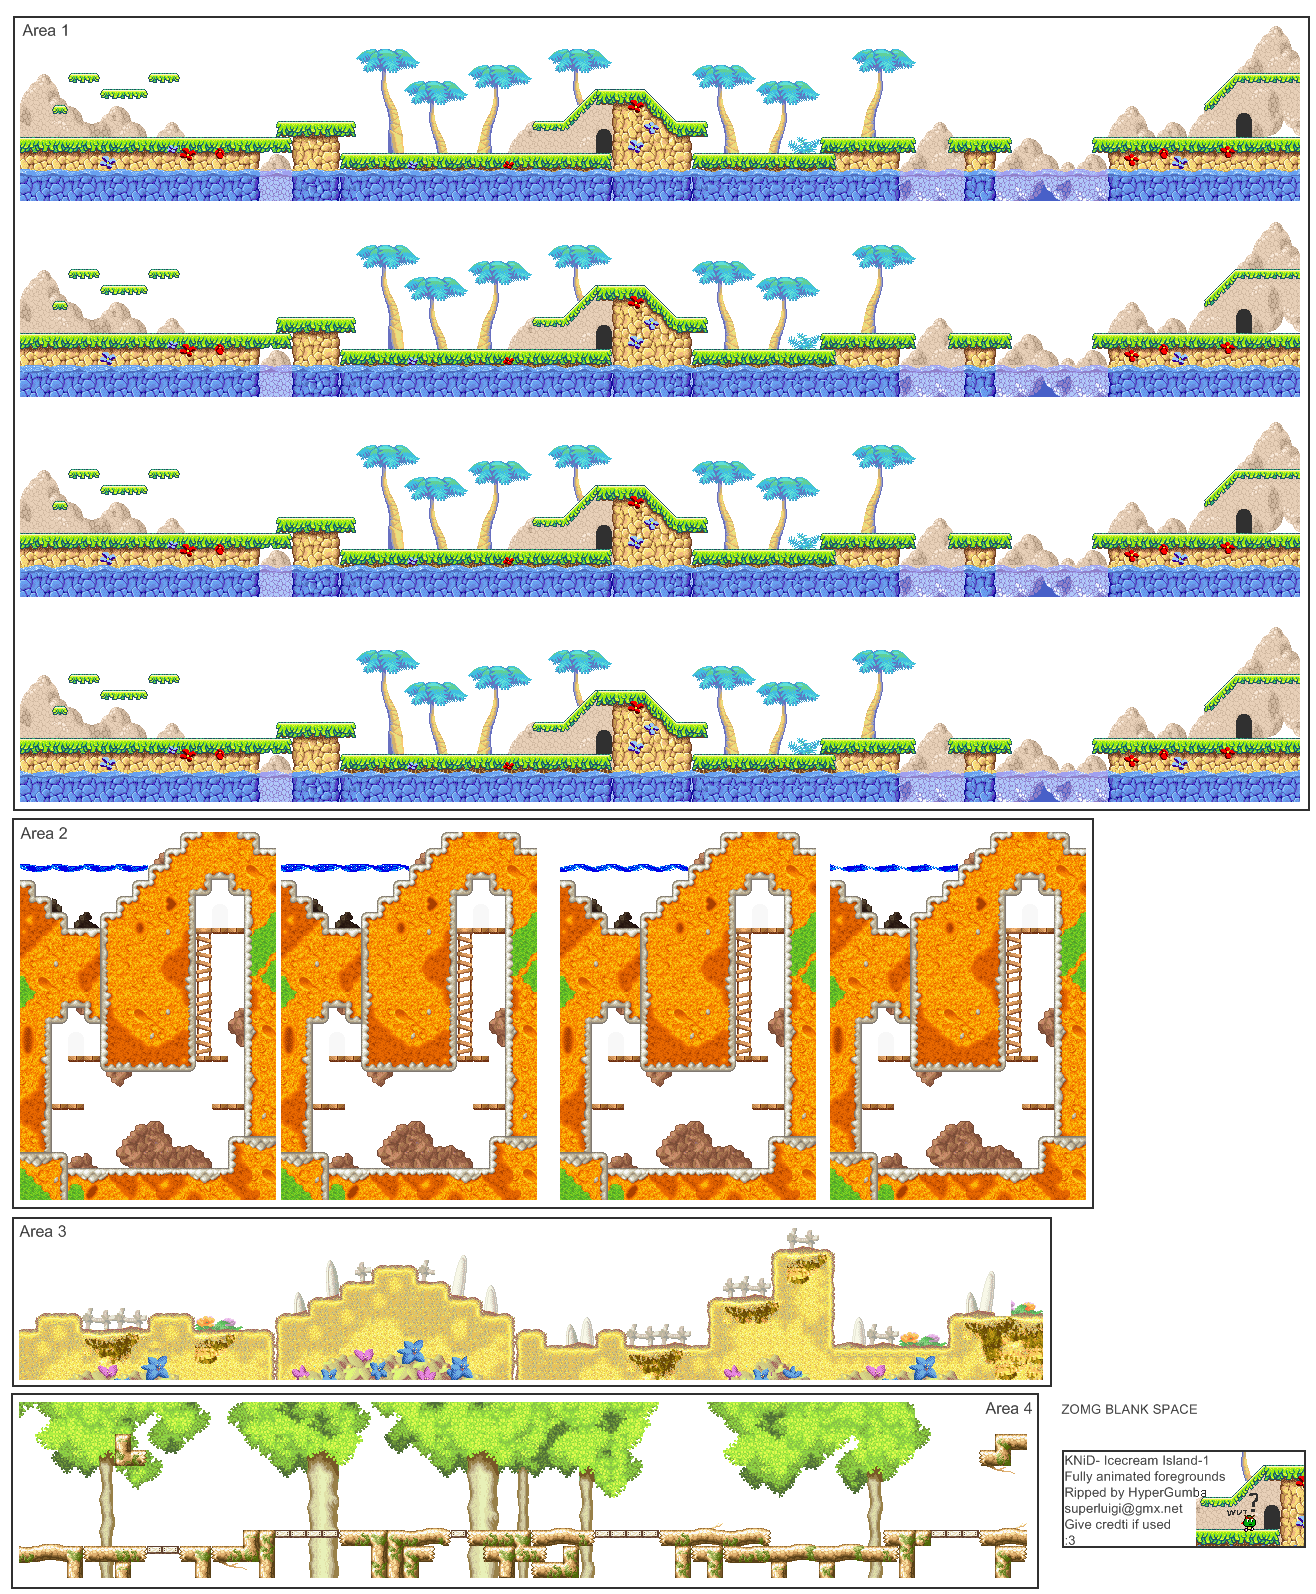 Area 1
Area 2
Area 3
Area 4
ZOMG BLANK SPACE
KNiD- Icecream Island-1
Fully animated foregrounds
Ripped by HyperGumba
superluigi@gmx.net
Give credti if used
:3
wut
?